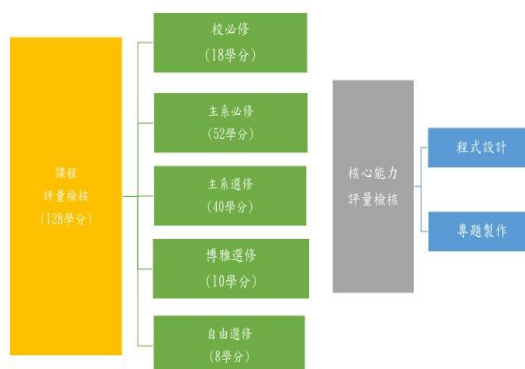 課程
評量檢核
(128學分)
校必修
(18學分)
主系必修
(52學分)
主系選修
(40學分)
博雅選修
(10學分)
自由選修
(8學分)
核心能力
評量檢核
程式設計
專題製作